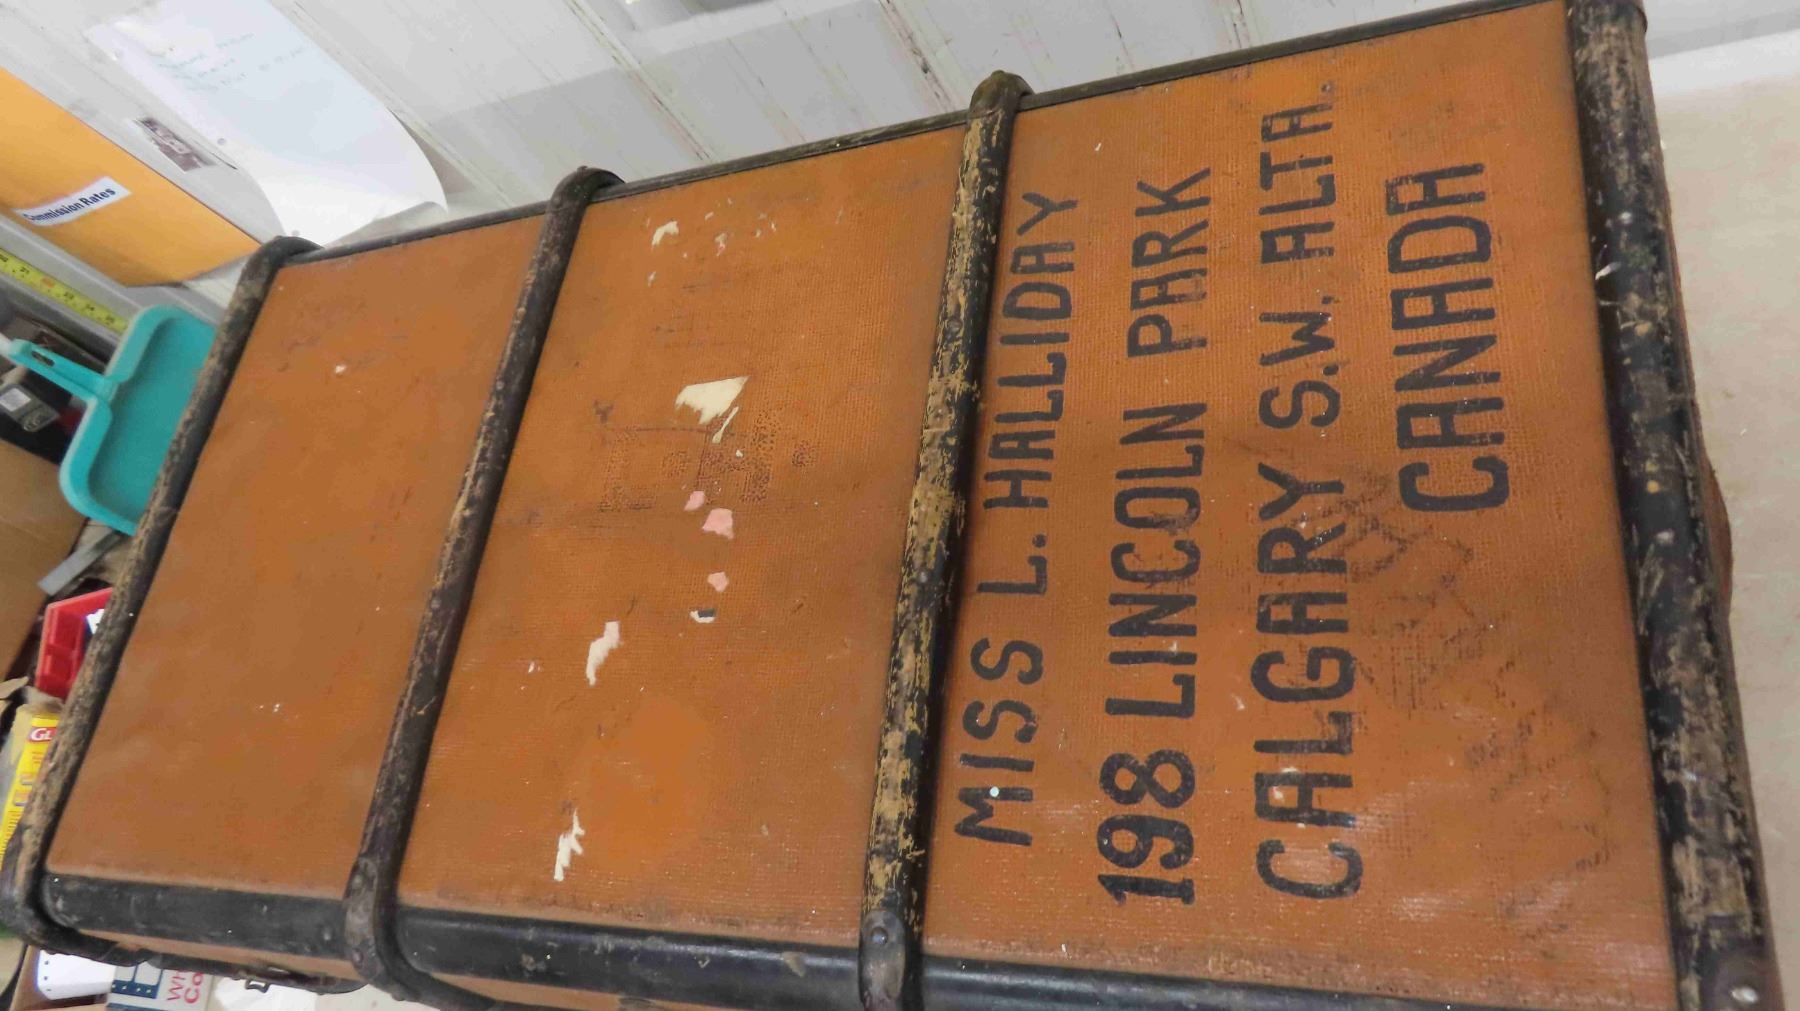 MISS L. HALLIDAY
198 LINCOLN PARK
CALGARY S.W. ALTA.
CANADA
Commission Rates